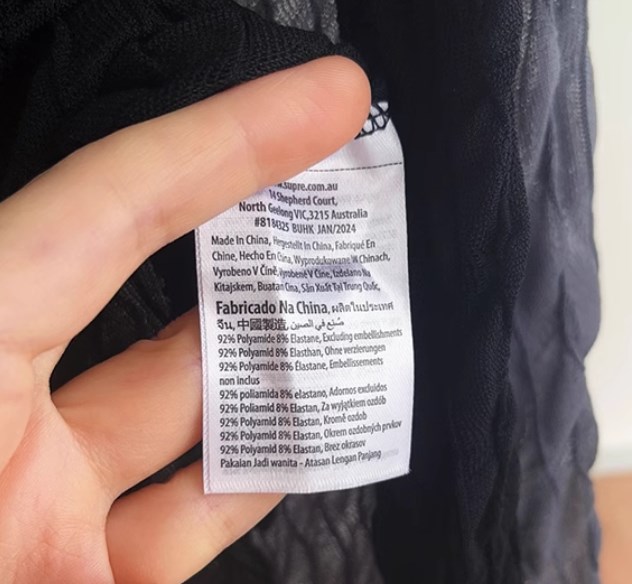 .supre.com.au
14 Shepherd Court,
North Geelong VIC,3215 Australia
BUHK JAN/2024
Made In China, Hergestellt In China, Fabriqué En
Chine, Hecho En China, Wyprodukowane W Chinach,
Vyrobeno V Číně, Vyrobené V Číne, Izdelano Na
Kitajskem, Buatan Cina, Sản Xuất Tại Trung Quốc,
Fabricado Na China, ผลิตในประเทศ
จีน, 中國製造, صُنع في الصين
92% Polyamide 8% Elastane, Excluding embellishments
92% Polyamid 8% Elasthan, Ohne verzierungen
92% Polyamide 8% Élastane, Embellissements
non inclus
92% poliamida 8% elastano, Adornos excluidos
92% Poliamid 8% Elastan, Za wyjątkiem ozdób
92% Polyamid 8% Elastan, Kromě ozdob
92% Polyamid 8% Elastan, Okrem ozdobných prvkov
92% Poliamid 8% Elastan, Brez okrasov
Pakaian Jadi wanita - Atasan Lengan Panjang